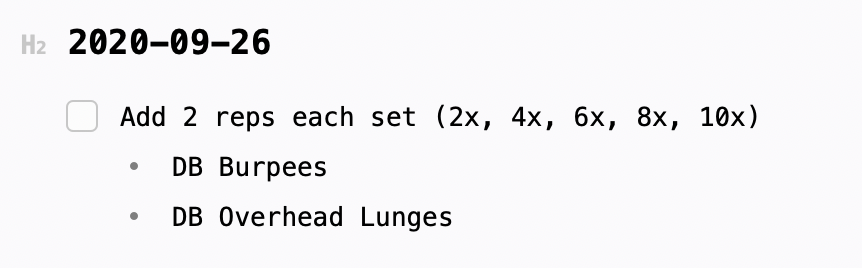 H2 2020-09-26
Add 2 reps each set (2x, 4x, 6x, 8x, 10x)
• DB Burpees
• DB Overhead Lunges